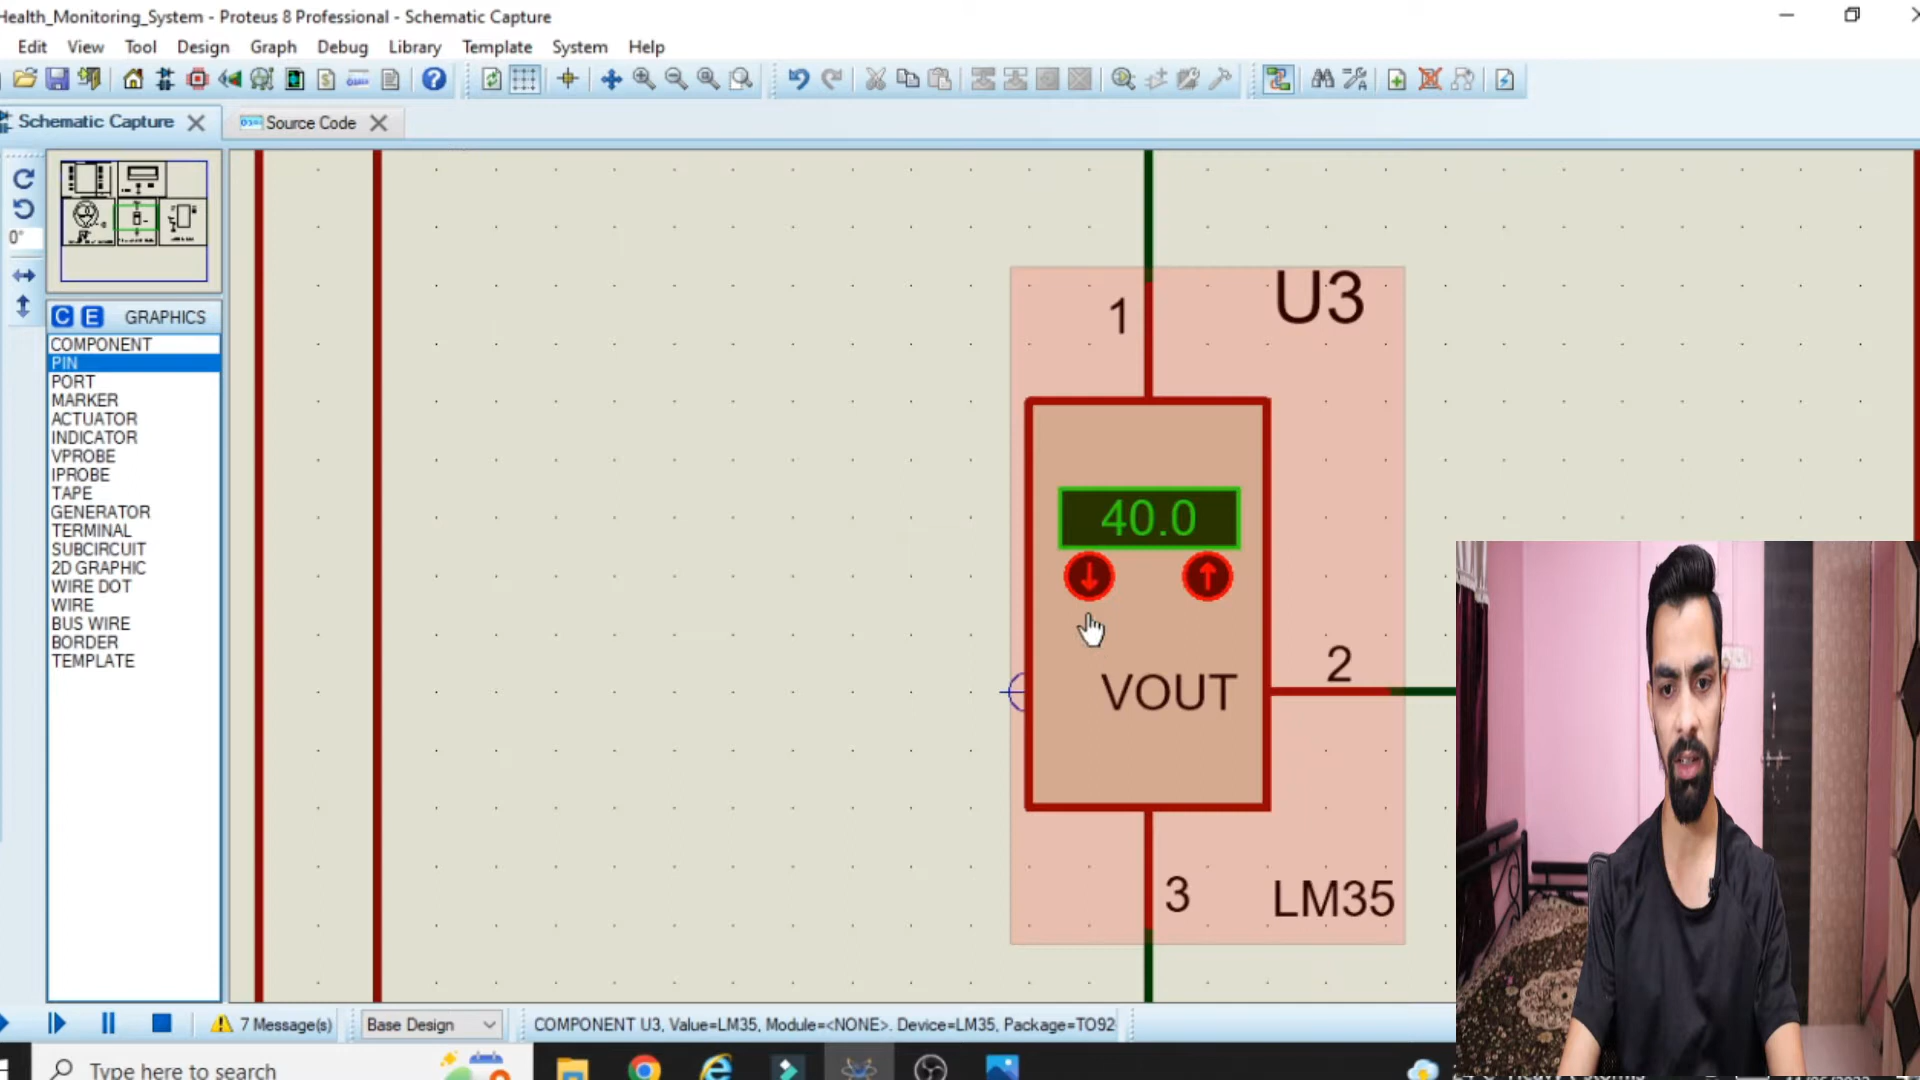 Health_Monitoring_System - Proteus 8 Professional - Schematic Capture
Edit View Tool Design Graph Debug Library Template System Help
Schematic Capture Source Code
0°
C E GRAPHICS
COMPONENT
PIN
PORT
MARKER
ACTUATOR
INDICATOR
VPROBE
IPROBE
TAPE
GENERATOR
TERMINAL
SUBCIRCUIT
2D GRAPHIC
WIRE DOT
WIRE
BUS WIRE
BORDER
TEMPLATE
1 U3
40.0
2
VOUT
3 LM35
7 Message(s) Base Design COMPONENT U3, Value=LM35, Module=<NONE>. Device=LM35, Package=TO92
Type here to search